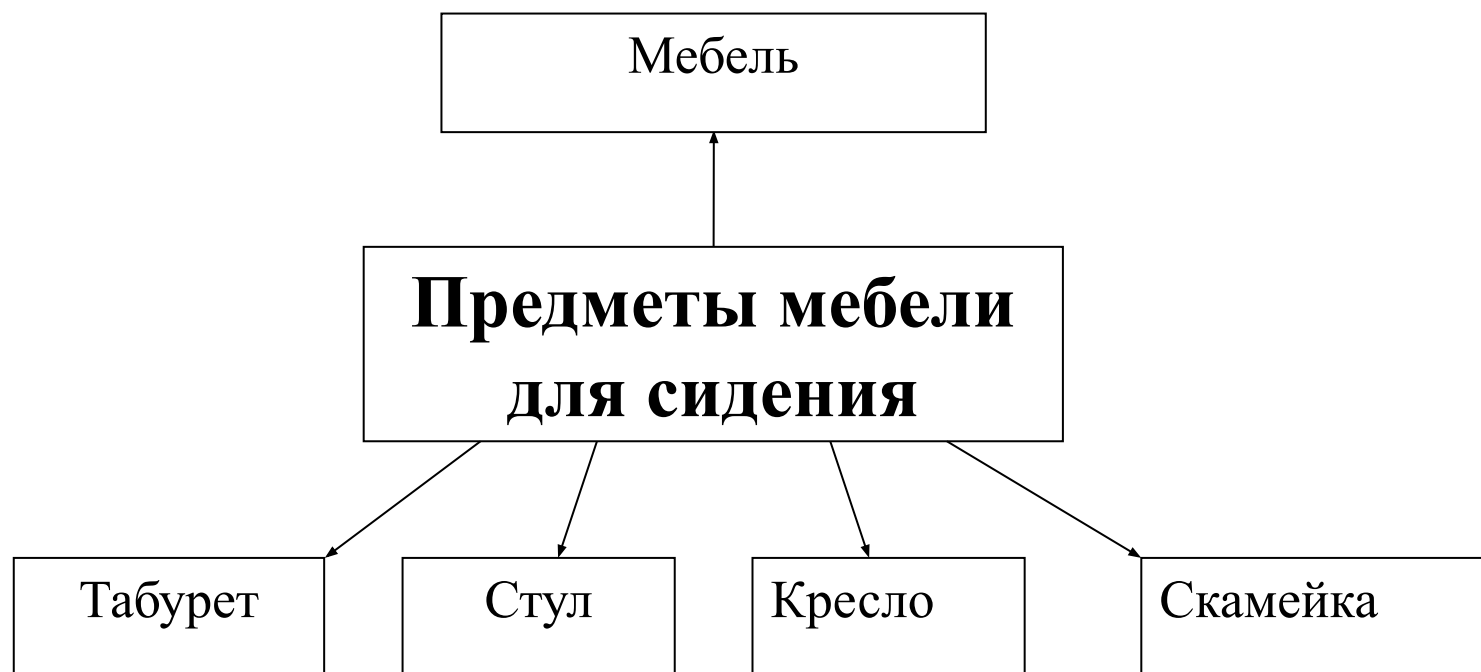 Мебель
Предметы мебели
для сидения
Табурет
Стул
Кресло
Скамейка